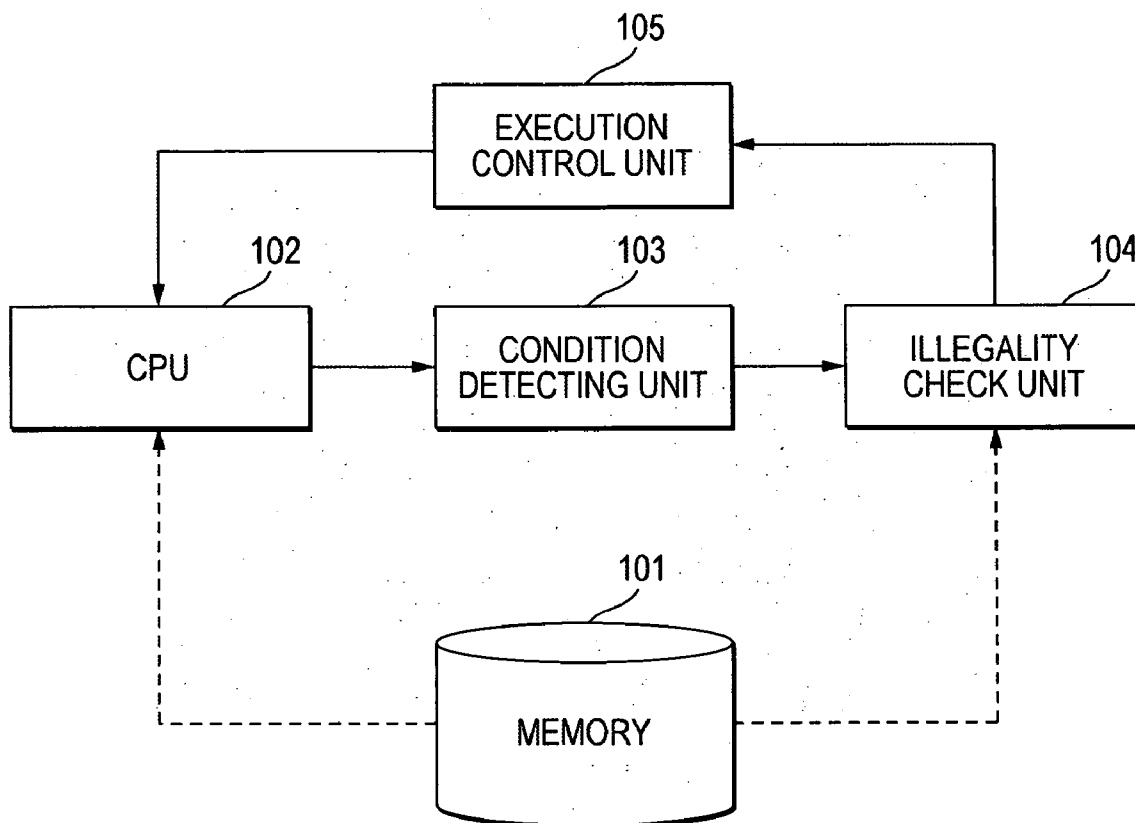 105
EXECUTION
CONTROL UNIT
102
103
104
CPU
CONDITION
DETECTING UNIT
ILLEGALITY
CHECK UNIT
101
MEMORY